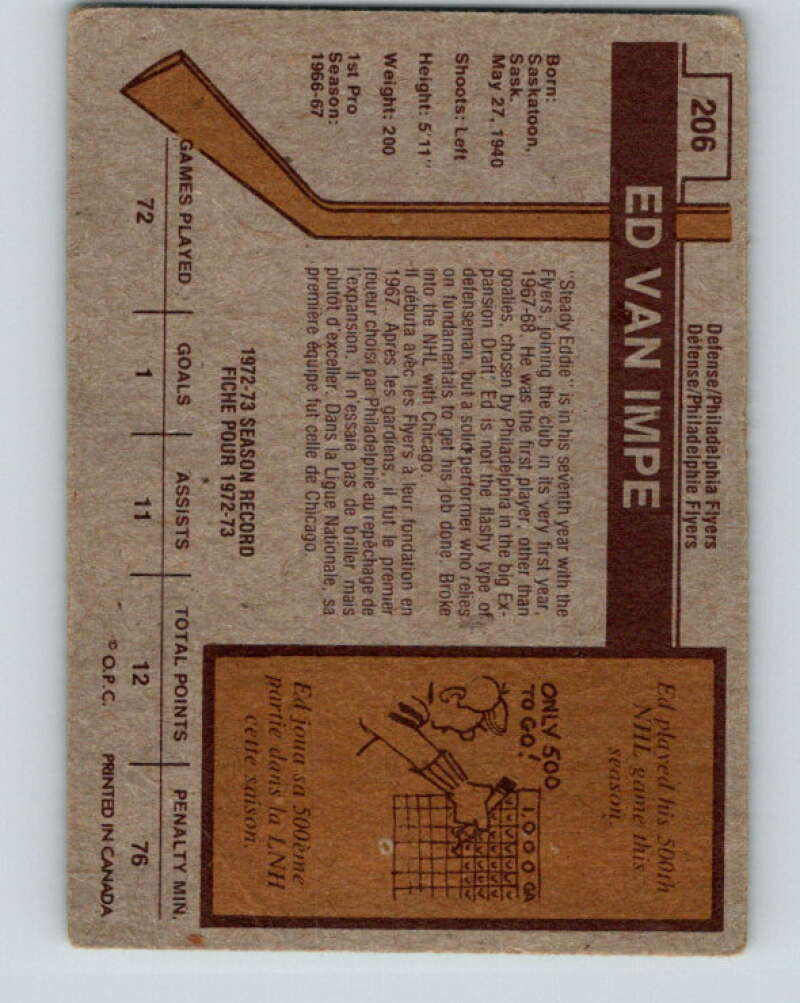 206
Defense/Philadelphia Flyers
Défense/Philadelphie Flyers
ED VAN IMPE
Born:
Saskatoon,
Sask.
May 27, 1940
Shoots: Left
Height: 5'11"
Weight: 200
1st Pro
Season:
1966-67
"Steady Eddie" is in his seventh year with the
Flyers, joining the club in its very first year,
1967-68. He was the first player, other than
goalies, chosen by Philadelphia in the big Ex-
pansion Draft. Ed is not the flashy type of
defenseman, but a solid performer who relies
on fundamentals to get his job done. Broke
into the NHL with Chicago.
Il débuta avec les Flyers à leur fondation en
1967. Après les gardiens, il fut le premier
joueur choisi par Philadelphie au repêchage de
l'expansion. Il n'essaie pas de briller mais
plutôt d'exceller. Dans la Ligue Nationale, sa
première équipe fut celle de Chicago.
Ed played his 500th
NHL game this
season.
ONLY 500
TO GO!
1,000 GA
Ed joua sa 500ème
partie dans la LNH
cette saison.
1972-73 SEASON RECORD
FICHE POUR 1972-73
GAMES PLAYED GOALS ASSISTS TOTAL POINTS PENALTY MIN.
72 1 11 12 76
© O.P.C. PRINTED IN CANADA